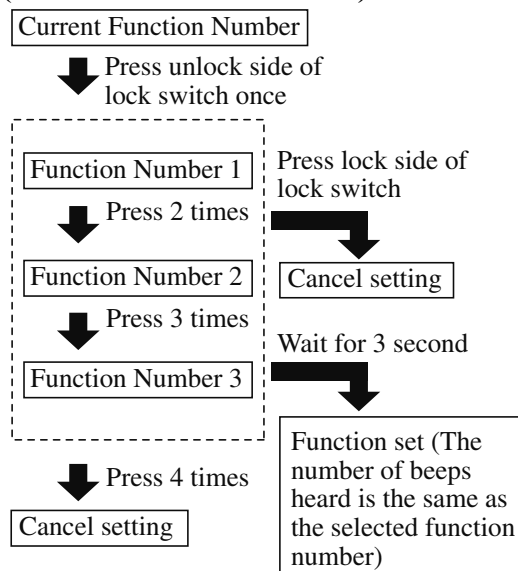 Current Function Number
Press unlock side of
lock switch once
Function Number 1
Press lock side of
lock switch
Press 2 times
Function Number 2
Cancel setting
Press 3 times
Wait for 3 second
Function Number 3
Function set (The
number of beeps
heard is the same as
the selected function
number)
Press 4 times
Cancel setting